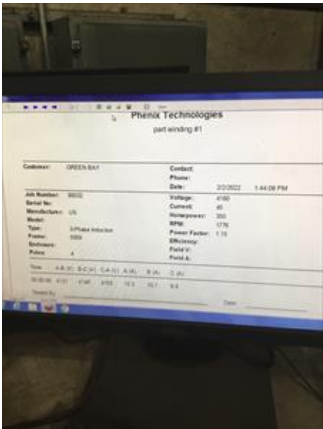 Phenix Technologies
part winding #1
Customer: GREEN BAY Contact:
Phone:
Date: 2/2/2022 1:44:08 PM
Job Number: Voltage: 4160
Serial No: Current: 45
Manufacturer: US Horsepower: 300
Model: RPM: 1776
Type: 3-Phase Induction Power Factor: 1.15
Frame: Efficiency:
Enclosure: Field V:
Poles: 4 Field A:
Time A-B (V) B-C (V) C-A (V) A (A) B (A) C (A)
Tested By: Date: